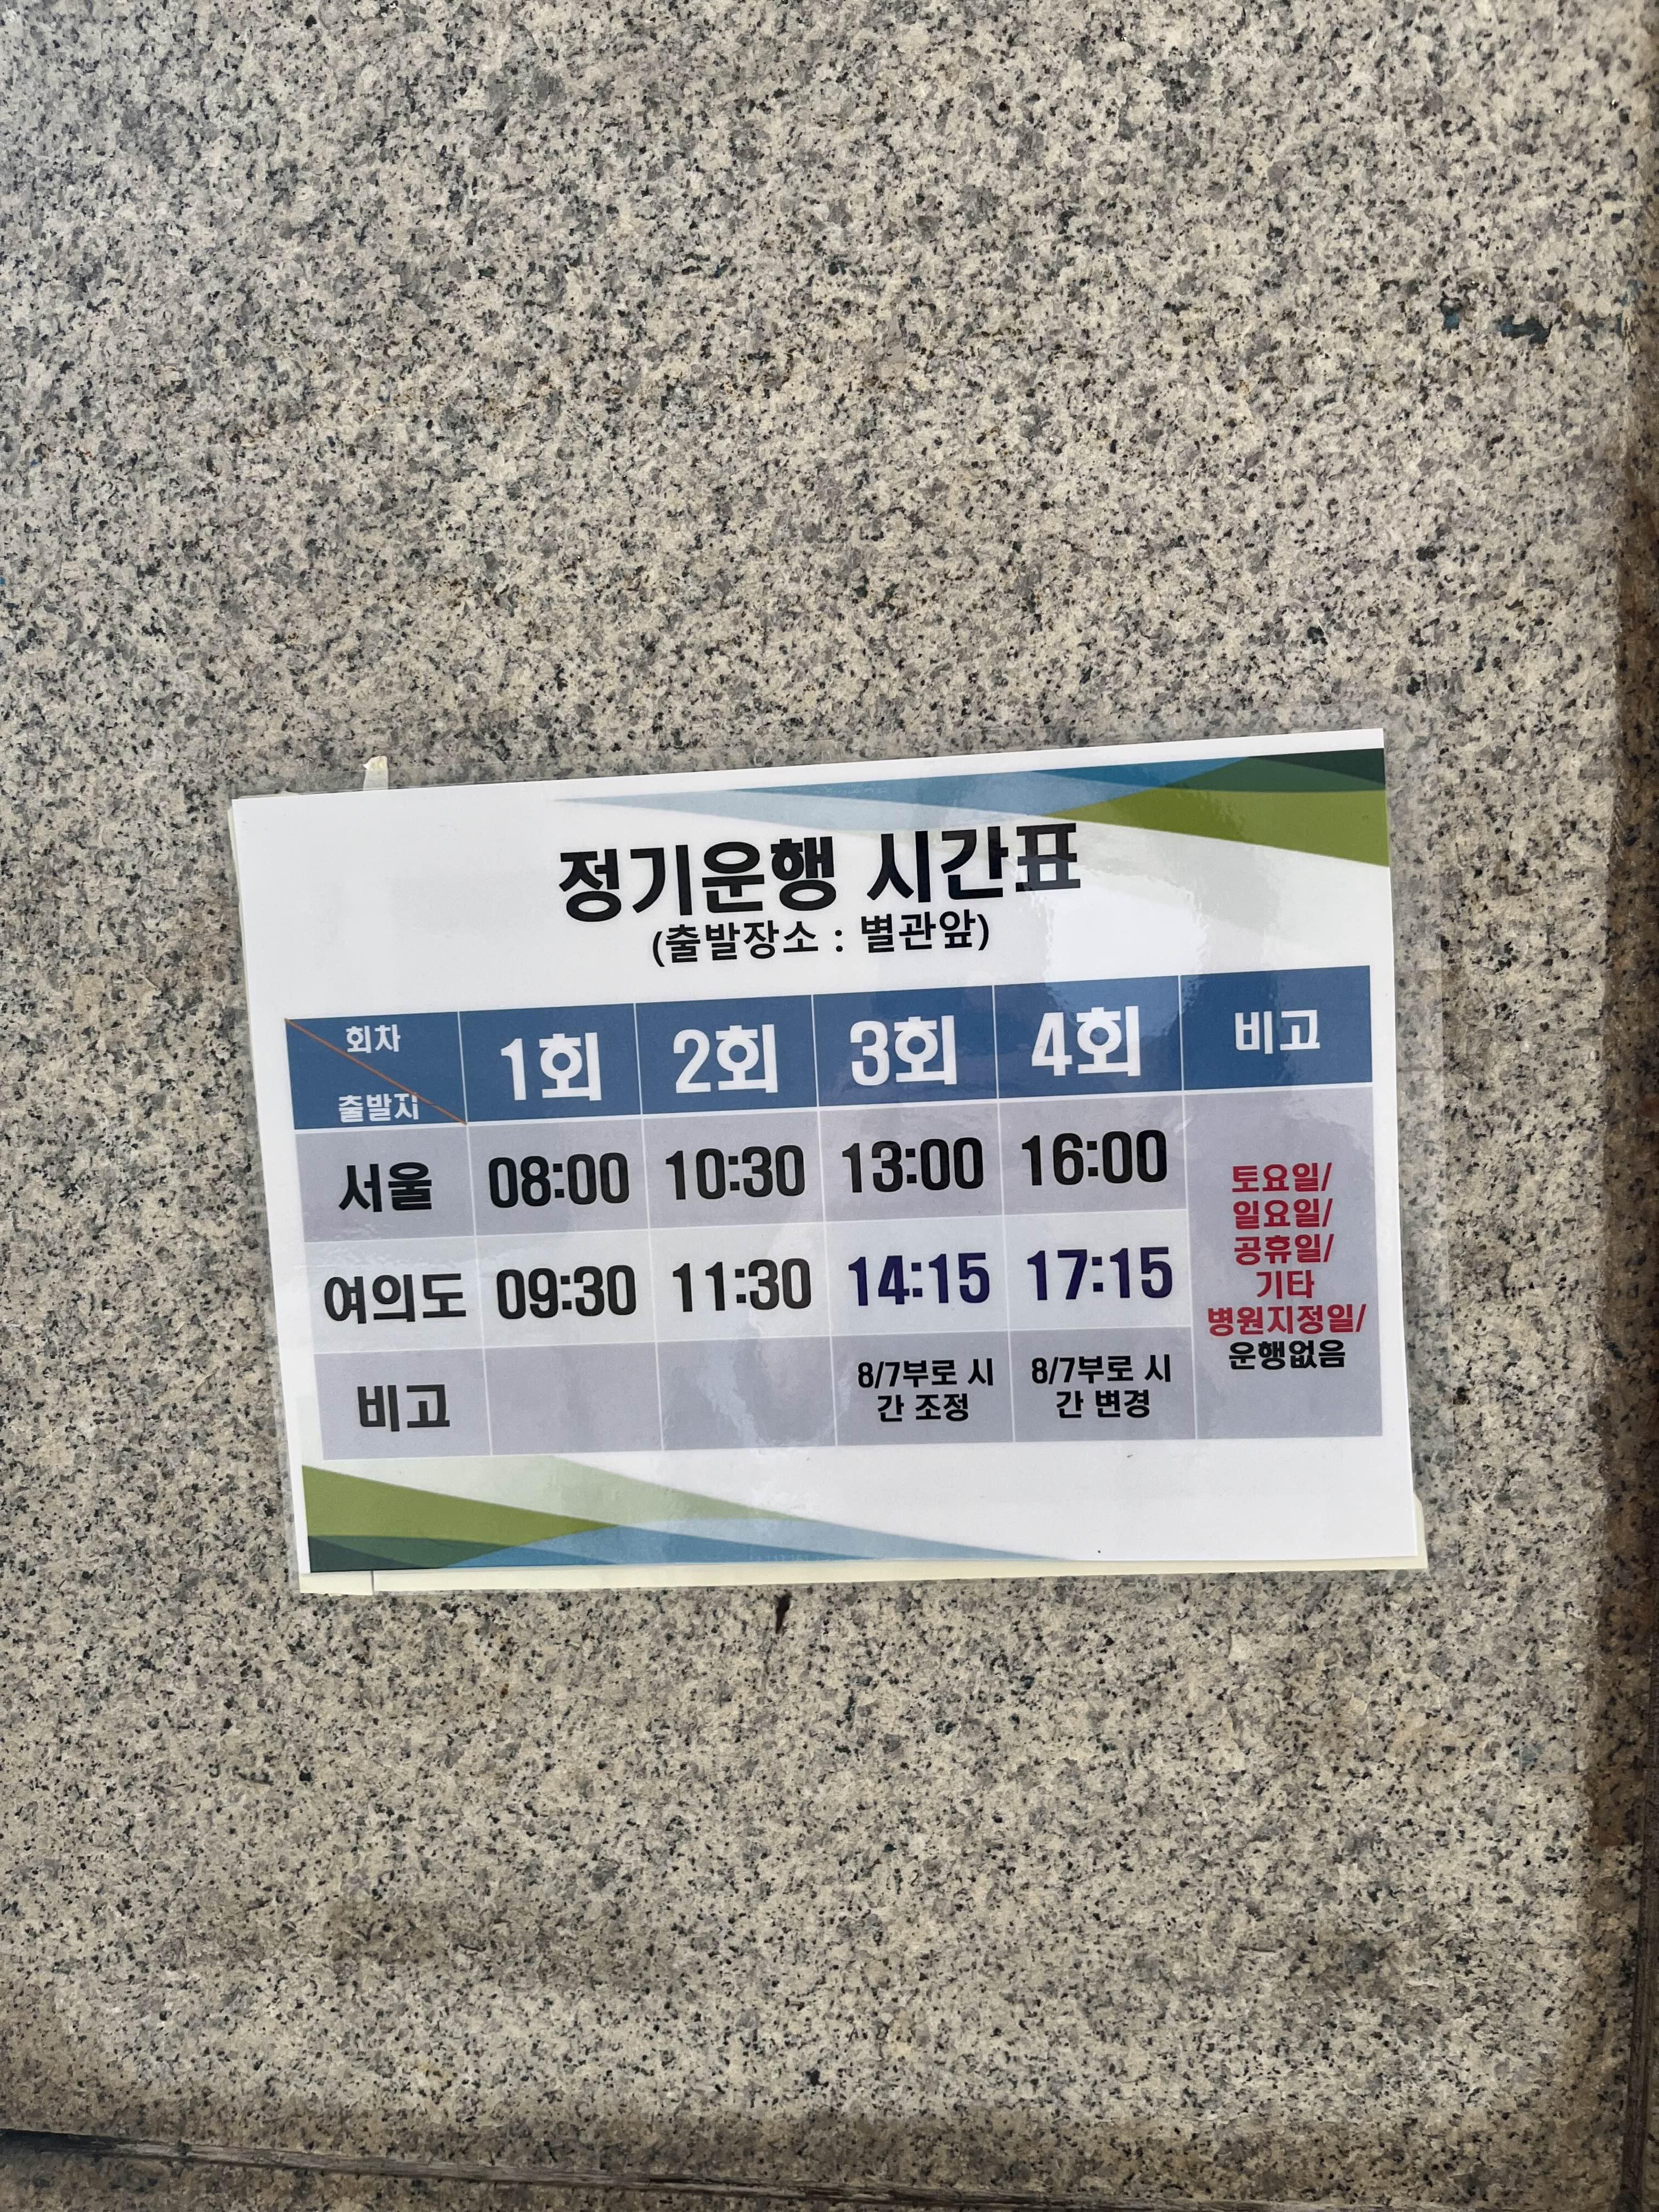 정기운행 시간표
(출발장소 : 별관앞)
회차
출발지
1회 2회 3회 4회 비고
서울 08:00 10:30 13:00 16:00
여의도 09:30 11:30 14:15 17:15
비고
8/7부로 시
간 조정
8/7부로 시
간 변경
토요일/
일요일/
공휴일/
기타
병원지정일/
운행없음